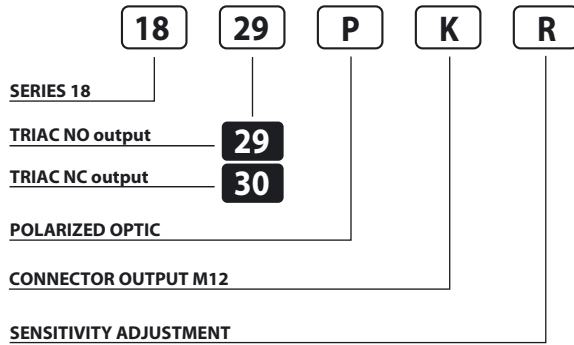 18 29 P K R
SERIES 18
TRIAC NO output 29
TRIAC NC output 30
POLARIZED OPTIC
CONNECTOR OUTPUT M12
SENSITIVITY ADJUSTMENT